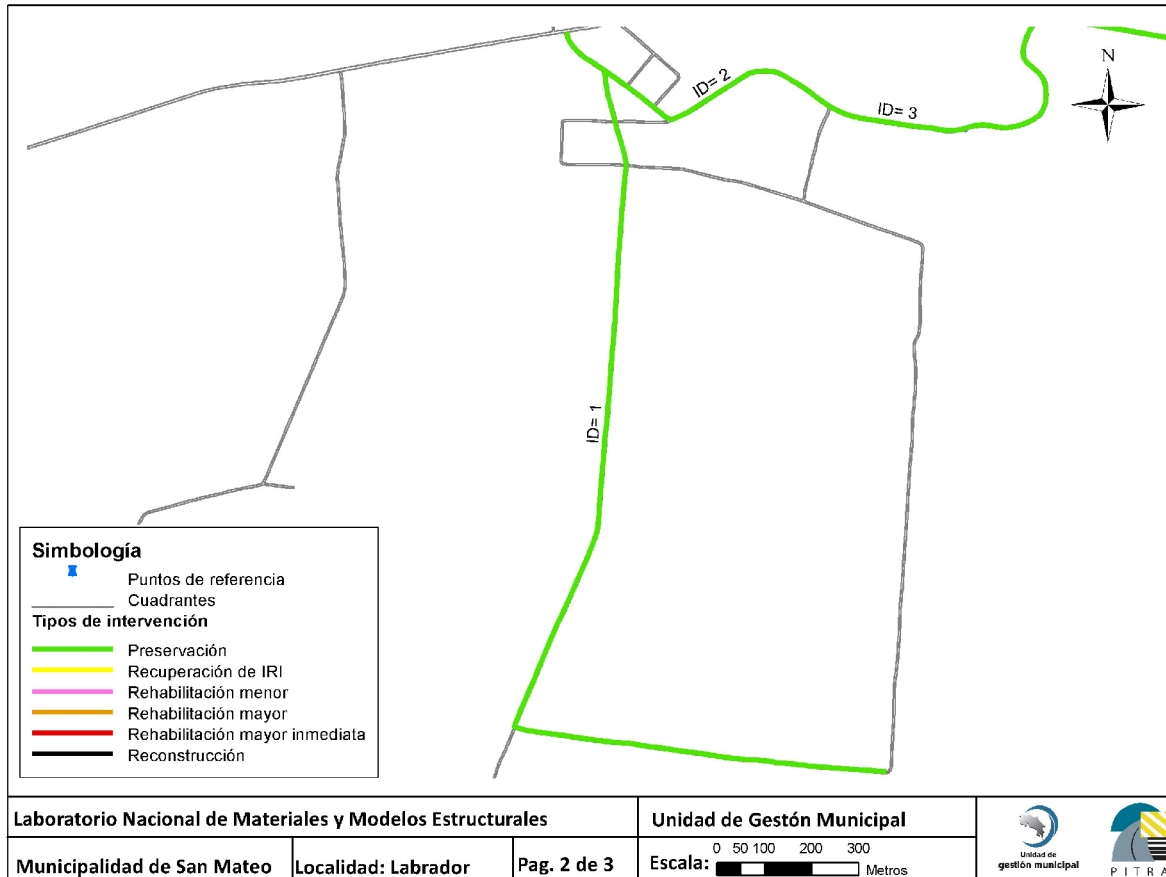 N
ID= 2
ID= 3
ID= 1
Simbología
Puntos de referencia
Cuadrantes
Tipos de intervención
Preservación
Recuperación de IRI
Rehabilitación menor
Rehabilitación mayor
Rehabilitación mayor inmediata
Reconstrucción
Laboratorio Nacional de Materiales y Modelos Estructurales
Unidad de Gestión Municipal
Municipalidad de San Mateo
Localidad: Labrador
Pag. 2 de 3
Escala:
0 50 100 200 300
Metros
Unidad de
gestión municipal
PITRA